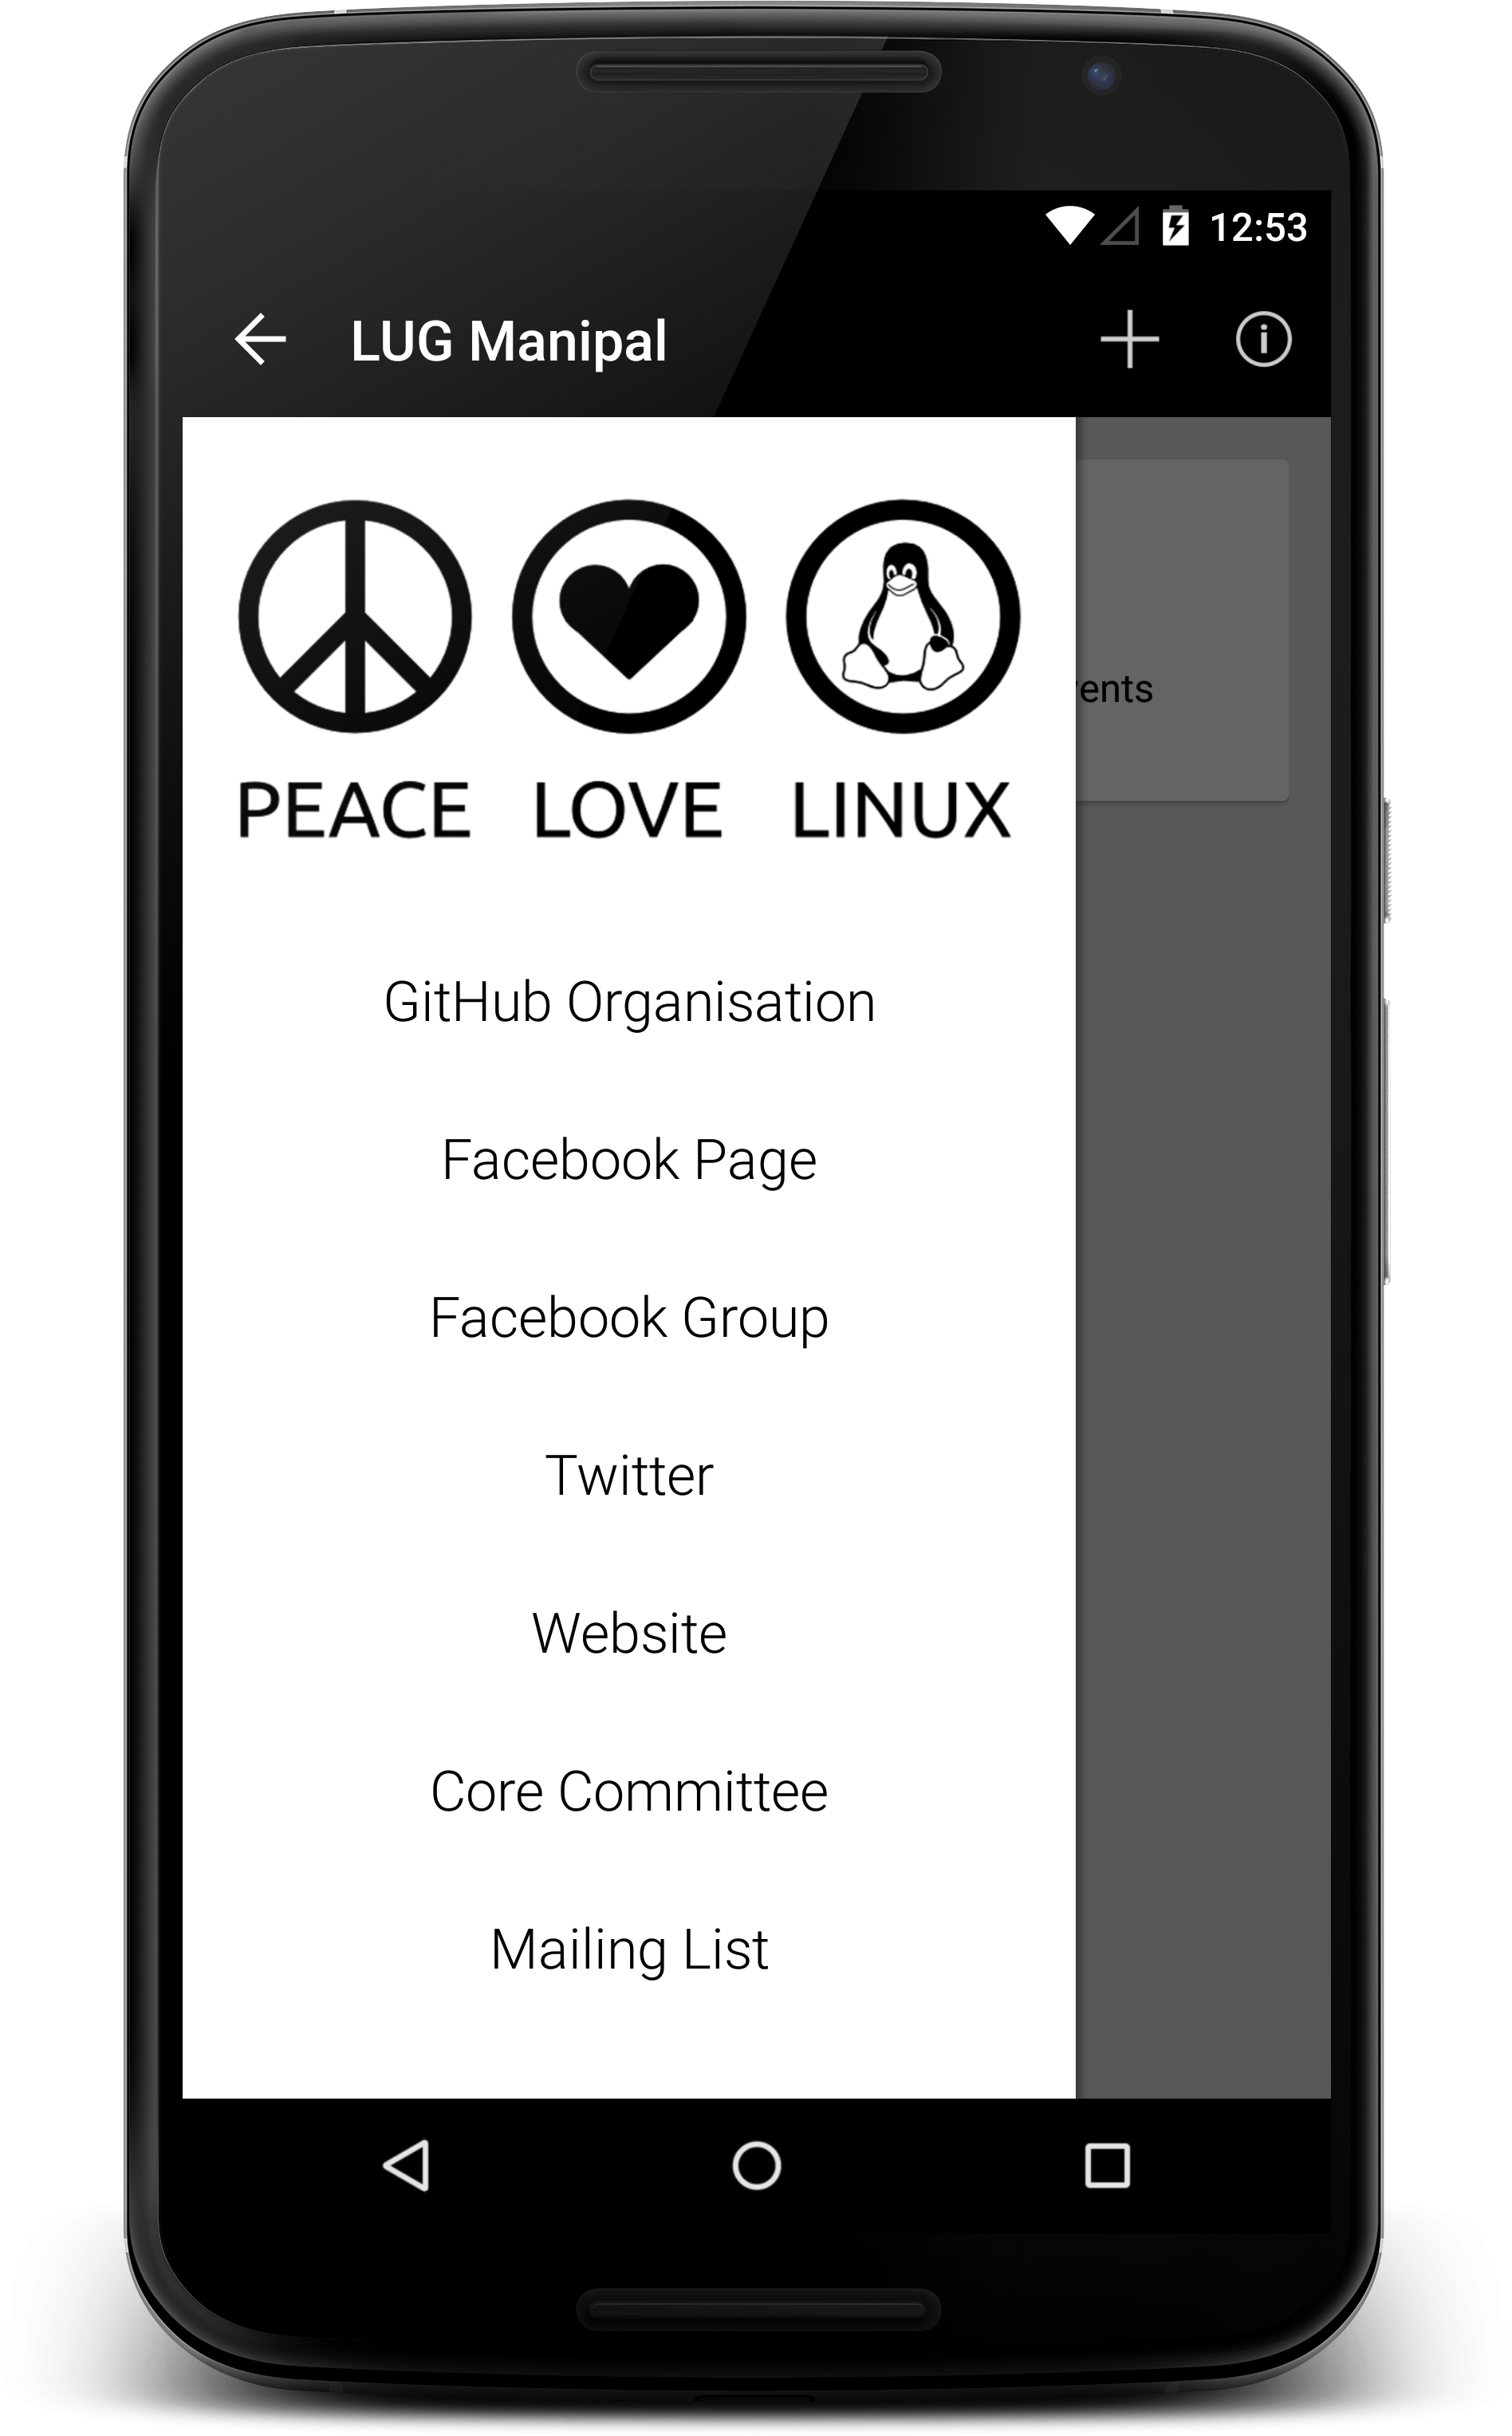 12:53
LUG Manipal
PEACE LOVE LINUX
vents
GitHub Organisation
Facebook Page
Facebook Group
Twitter
Website
Core Committee
Mailing List